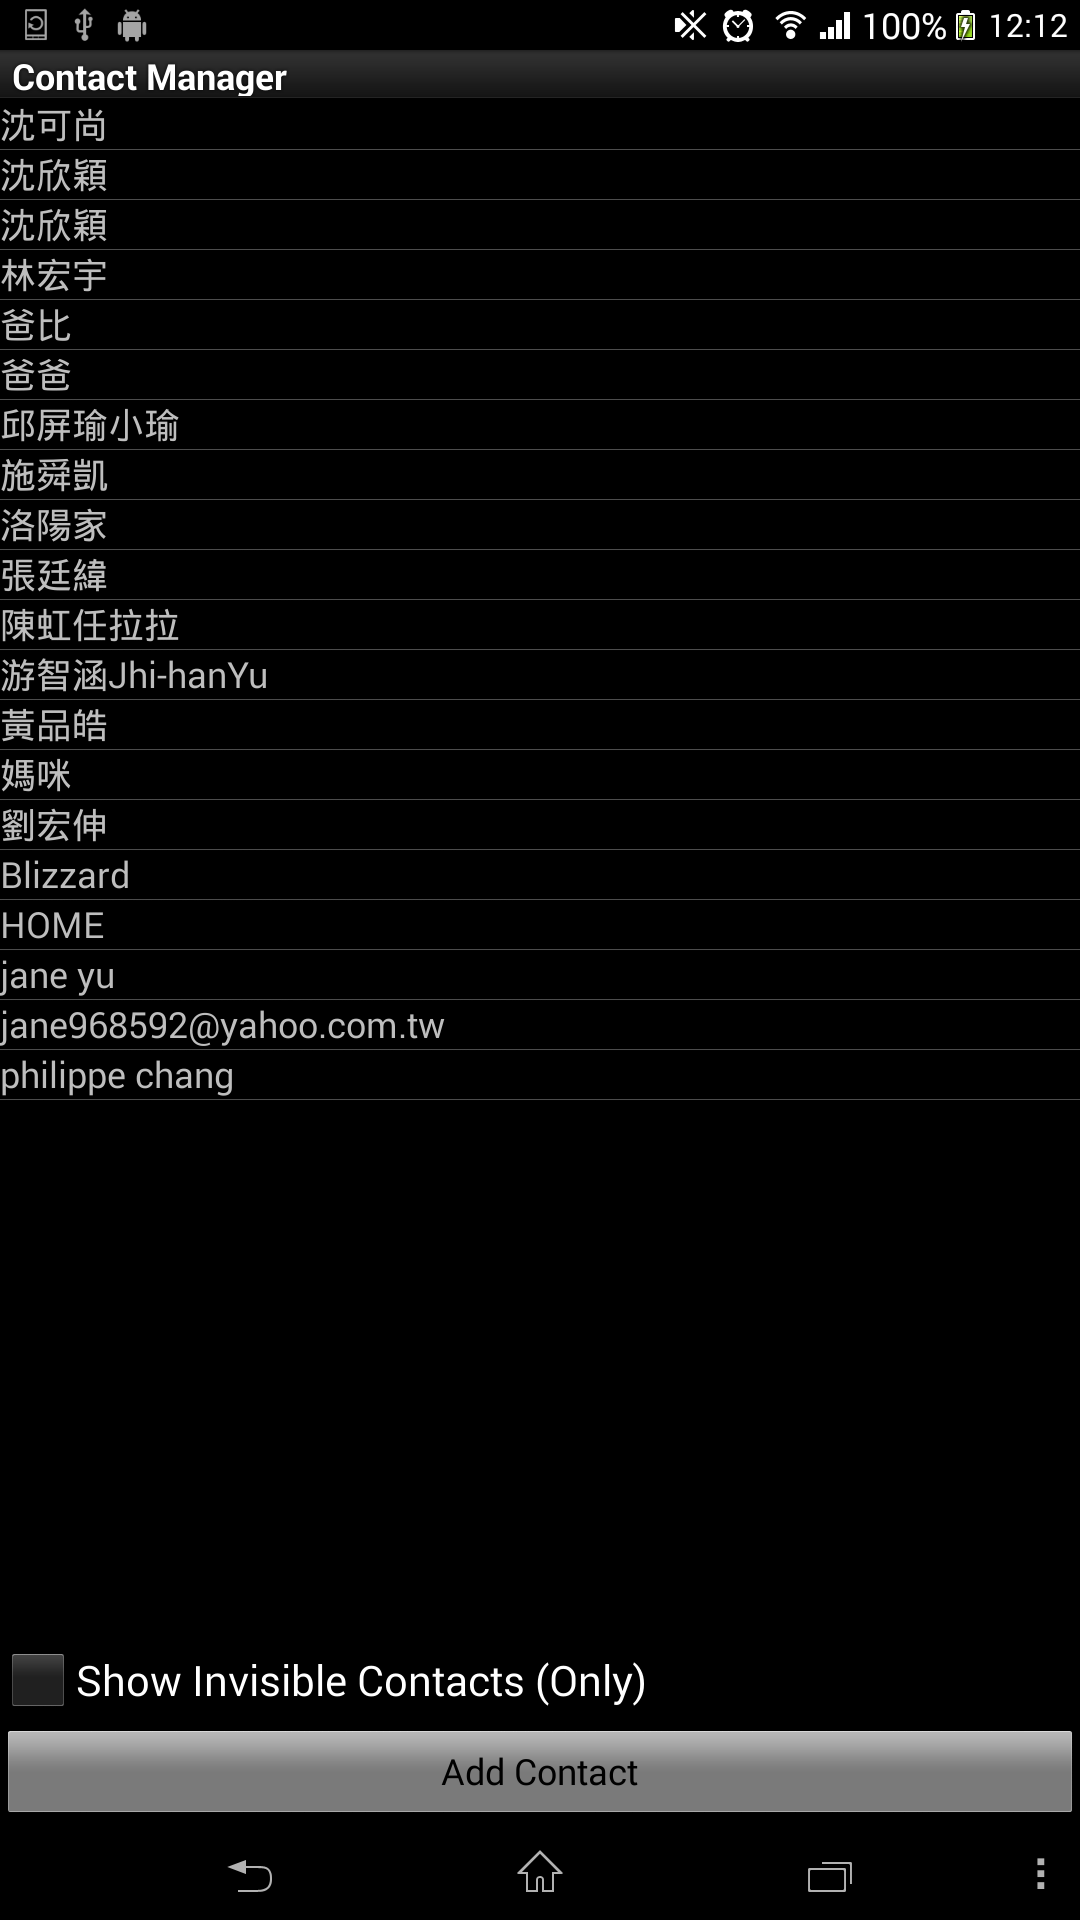 100% 12:12
Contact Manager
沈可尚
沈欣穎
沈欣穎
林宏宇
爸比
爸爸
邱屏瑜小瑜
施舜凱
洛陽家
張廷緯
陳虹任拉拉
游智涵Jhi-hanYu
黃品皓
媽咪
劉宏伸
Blizzard
HOME
jane yu
jane968592@yahoo.com.tw
philippe chang
Show Invisible Contacts (Only)
Add Contact